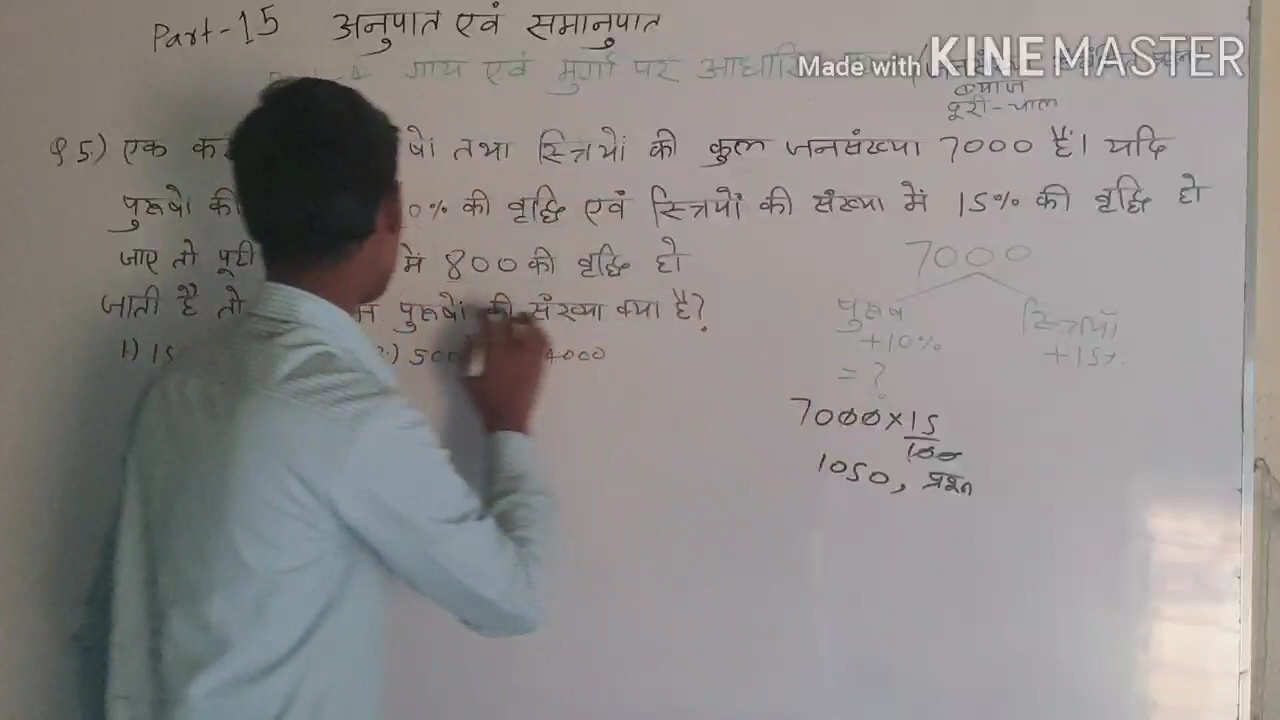 Part-15 अनुपात एवं समानुपात
Made with KINEMASTER
गाय एवं मुर्गा पर
ब्याज
दूरी-चाल
Q5.) एक तथा स्त्रियों की कुल जनसंख्या 7000 हैं। यदि
पुरूषो की 0% की वृद्धि एवं स्त्रियों की संख्या में 15% की वृद्धि हो
जाए तो पूरी में 800 की वृद्धि हो
जाती है तो पुरूषों की संख्या क्या है?
1) 15 500 4000
7000
पुरूष स्त्रियाँ
+10% +15%
= ?
7000×15
100
1050, प्रश्न